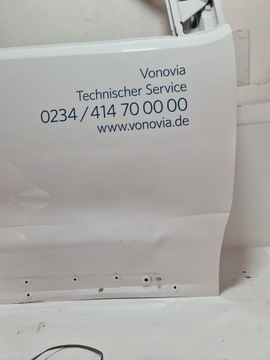 Vonovia
Technischer Service
0234 / 414 70 00 00
www.vonovia.de